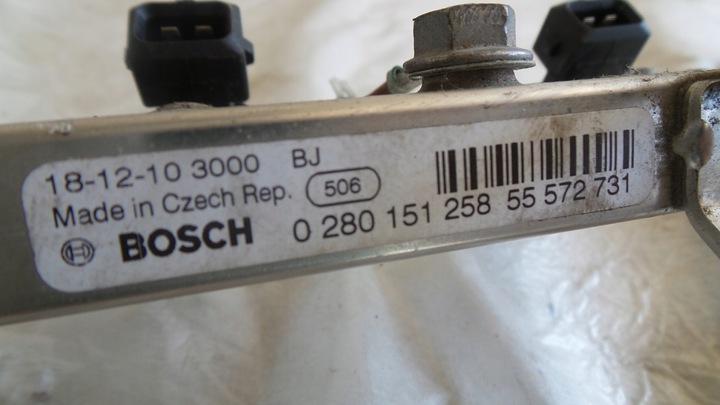 18-12-10 3000 BJ
Made in Czech Rep. 506
BOSCH 0 280 151 258 55 572 731